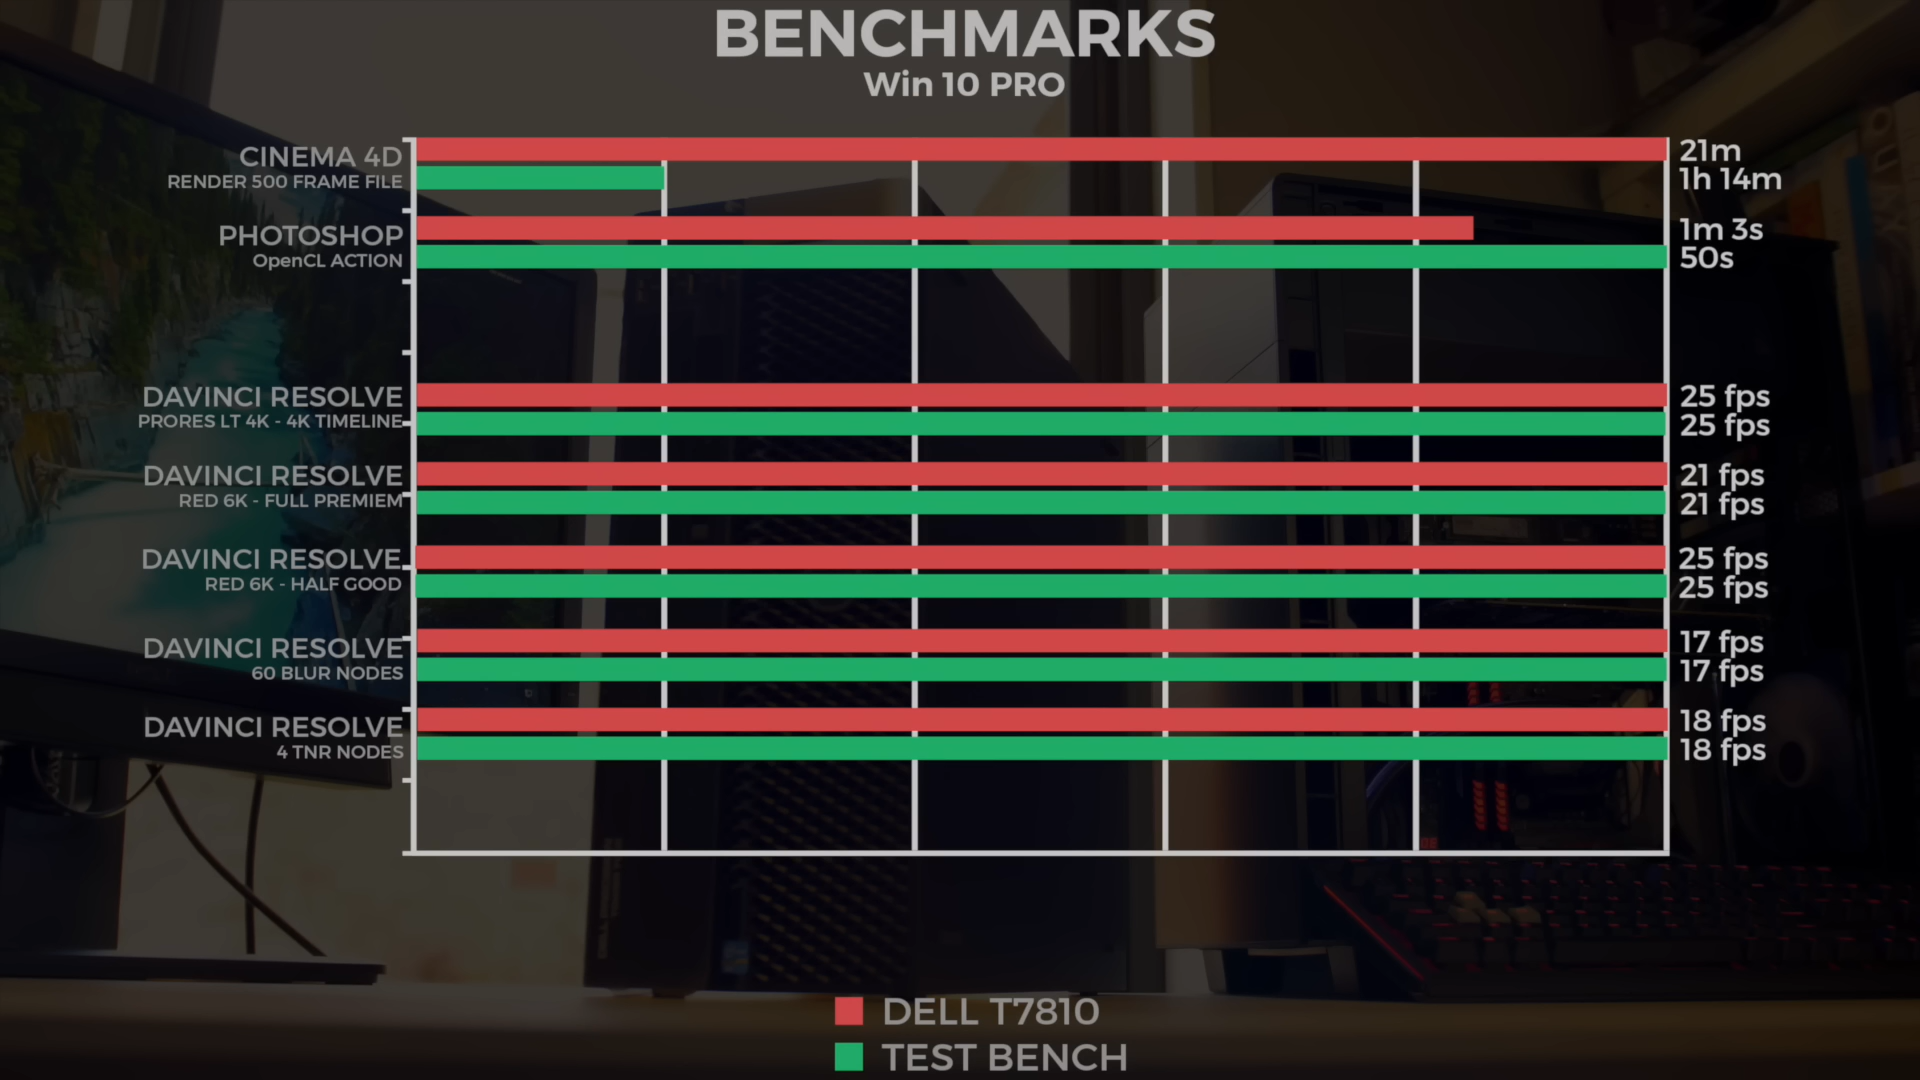 BENCHMARKS
Win 10 PRO
CINEMA 4D
RENDER 500 FRAME FILE
21m
1h 14m
PHOTOSHOP
OpenCL ACTION
1m 3s
50s
DAVINCI RESOLVE
PRORES LT 4K - 4K TIMELINE
25 fps
25 fps
DAVINCI RESOLVE
RED 6K - FULL PREMIEM
21 fps
21 fps
DAVINCI RESOLVE
RED 6K - HALF GOOD
25 fps
25 fps
DAVINCI RESOLVE
60 BLUR NODES
17 fps
17 fps
DAVINCI RESOLVE
4 TNR NODES
18 fps
18 fps
DELL T7810
TEST BENCH